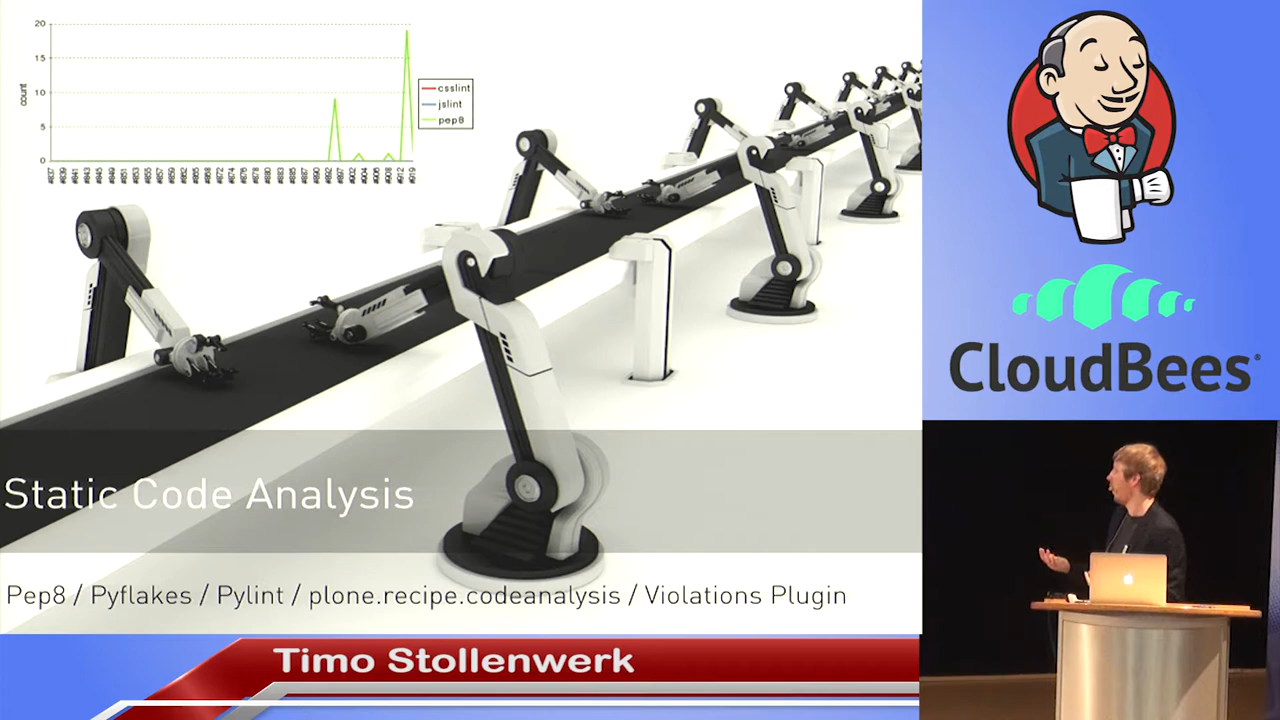 20
15
10
5
0
count
csslint
jslint
pep8
Static Code Analysis
Pep8 / Pyflakes / Pylint / plone.recipe.codeanalysis / Violations Plugin
Timo Stollenwerk
CloudBees